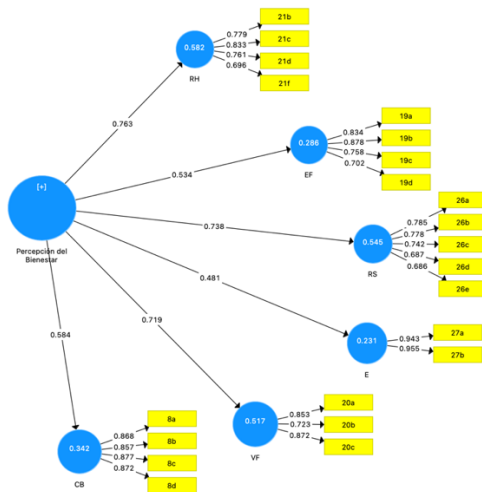 21b
0.779
0.833
21c
0.582
0.761
21d
0.696
21f
RH
0.763
0.834
19a
0.878
19b
0.286
0.758
19c
0.702
19d
EF
0.534
[+]
Percepción del
Bienestar
0.738
0.785
26a
0.778
26b
0.545
0.742
26c
0.687
26d
0.686
26e
RS
0.481
0.231
0.943
27a
0.955
27b
E
0.584
0.719
0.853
20a
0.517
0.723
20b
0.872
20c
VF
0.868
8a
0.857
8b
0.342
0.877
8c
0.872
8d
CB